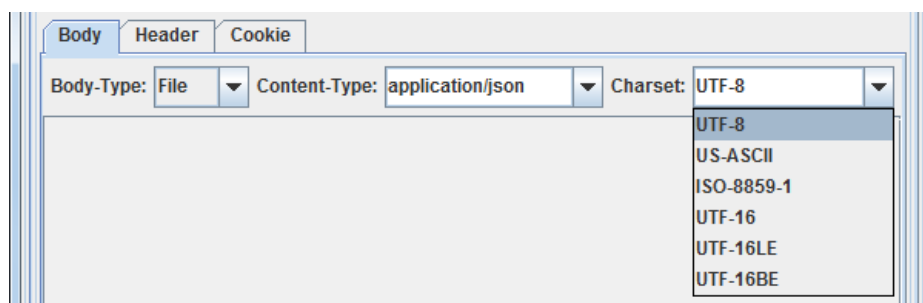 Body Header Cookie
Body-Type: File Content-Type: application/json Charset: UTF-8
UTF-8
US-ASCII
ISO-8859-1
UTF-16
UTF-16LE
UTF-16BE